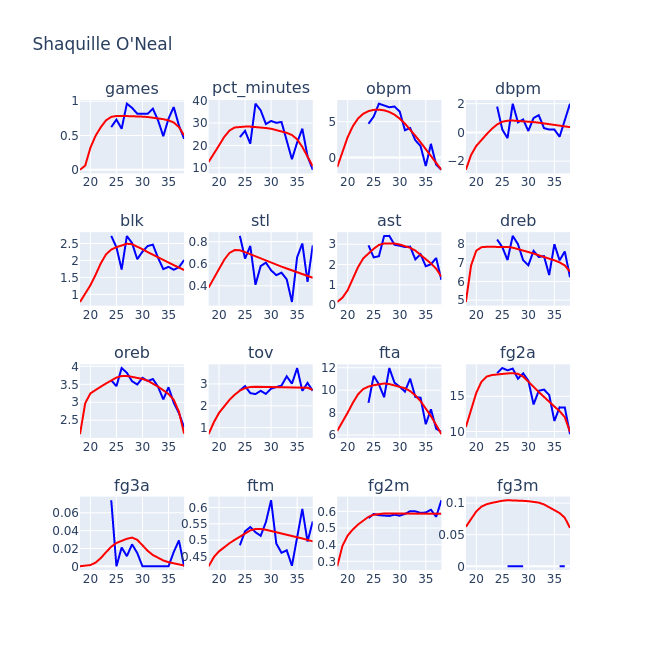 Shaquille O'Neal
games pct_minutes obpm dbpm
1 0.5 0 20 25 30 35
40 30 20 10 20 25 30 35
5 0 20 25 30 35
2 0 −2 20 25 30 35
blk stl ast dreb
2.5 2 1.5 1 20 25 30 35
0.8 0.6 0.4 20 25 30 35
3 2 1 0 20 25 30 35
8 7 6 5 20 25 30 35
oreb tov fta fg2a
4 3.5 3 2.5 20 25 30 35
3 2 1 20 25 30 35
12 10 8 6 20 25 30 35
15 10 20 25 30 35
fg3a ftm fg2m fg3m
0.06 0.04 0.02 0 20 25 30 35
0.6 0.55 0.5 0.45 20 25 30 35
0.6 0.5 0.4 0.3 20 25 30 35
0.1 0.05 0 20 25 30 35